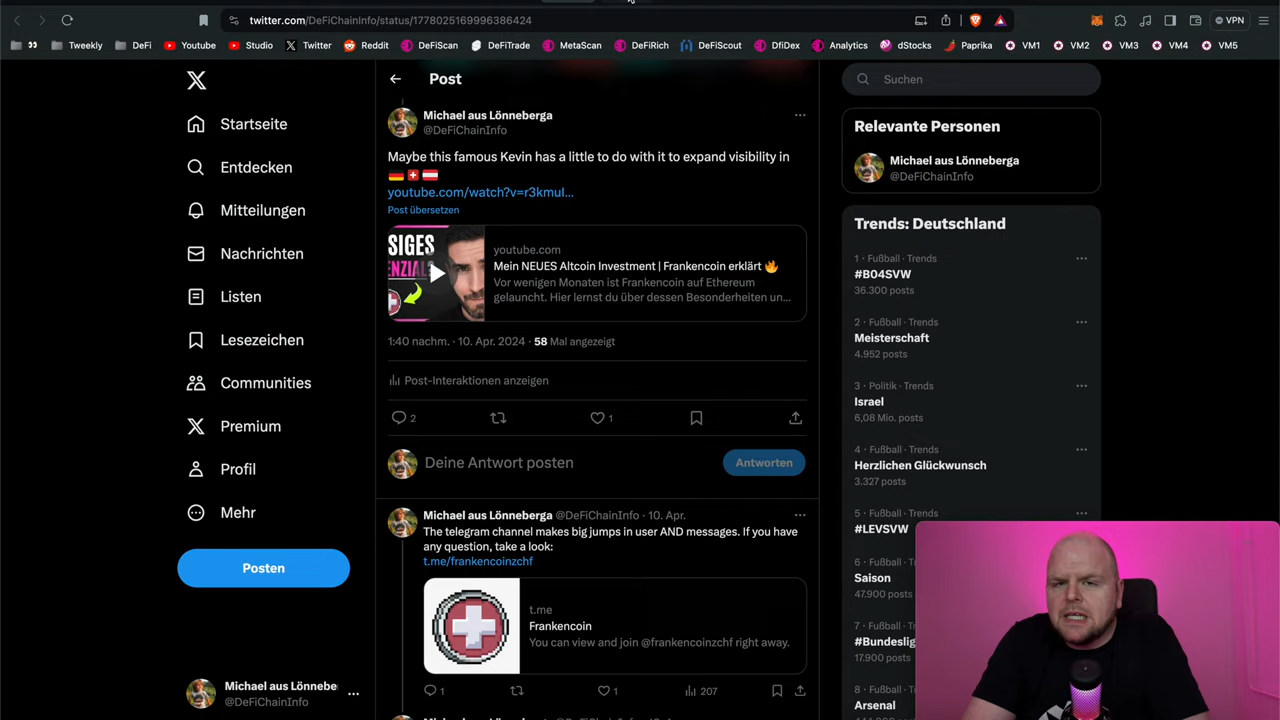 twitter.com/DeFiChainInfo/status/1778025169996386424
VPN
Tweekly
DeFi
Youtube
Studio
Twitter
Reddit
DeFiScan
DeFiTrade
MetaScan
DeFiRich
DeFiScout
DfiDex
Analytics
dStocks
Paprika
VM1
VM2
VM3
VM4
VM5
Startseite
Entdecken
Mitteilungen
Nachrichten
Listen
Lesezeichen
Communities
Premium
Profil
Mehr
Posten
Michael aus Lönnebe
@DeFiChainInfo
Post
Michael aus Lönneberga
@DeFiChainInfo
Maybe this famous Kevin has a little to do with it to expand visibility in
🇩🇪 🇨🇭 🇦🇹
youtube.com/watch?v=r3kmul...
Post übersetzen
SIGES
ENZIAL
youtube.com
Mein NEUES Altcoin Investment | Frankencoin erklärt 🔥
Vor wenigen Monaten ist Frankencoin auf Ethereum
gelauncht. Hier lernst du über dessen Besonderheiten un...
1:40 nachm. · 10. Apr. 2024 · 58 Mal angezeigt
Post-Interaktionen anzeigen
2
1
Deine Antwort posten
Antworten
Michael aus Lönneberga @DeFiChainInfo · 10. Apr.
The telegram channel makes big jumps in user AND messages. If you have
any question, take a look:
t.me/frankencoinzchf
t.me
Frankencoin
You can view and join @frankencoinzchf right away.
1
1
207
Suchen
Relevante Personen
Michael aus Lönneberga
@DeFiChainInfo
Trends: Deutschland
1 · Fußball · Trends
#B04SVW
36.300 posts
2 · Fußball · Trends
Meisterschaft
4.952 posts
3 · Politik · Trends
Israel
6,08 Mio. posts
4 · Fußball · Trends
Herzlichen Glückwunsch
3.327 posts
5 · Fußball · Trends
#LEVSVW
47.900 posts
6 · Fußball
Saison
47.900 posts
7 · Fußball
#Bundeslig
17.900 posts
8 · Fußball
Arsenal